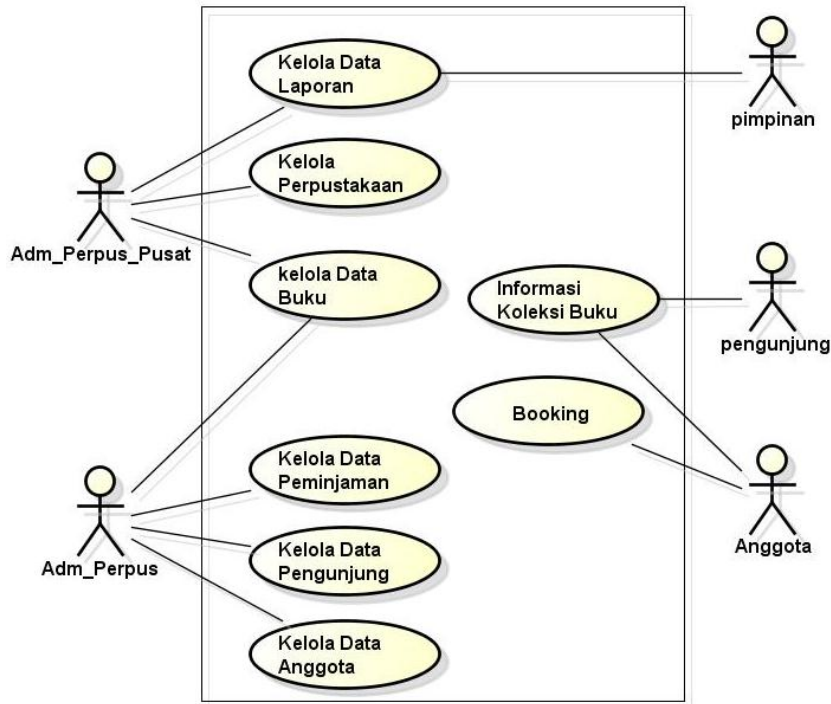 Kelola Data
Laporan
pimpinan
Kelola
Perpustakaan
Adm_Perpus_Pusat
kelola Data
Buku
Informasi
Koleksi Buku
pengunjung
Booking
Kelola Data
Peminjaman
Anggota
Adm_Perpus
Kelola Data
Pengunjung
Kelola Data
Anggota